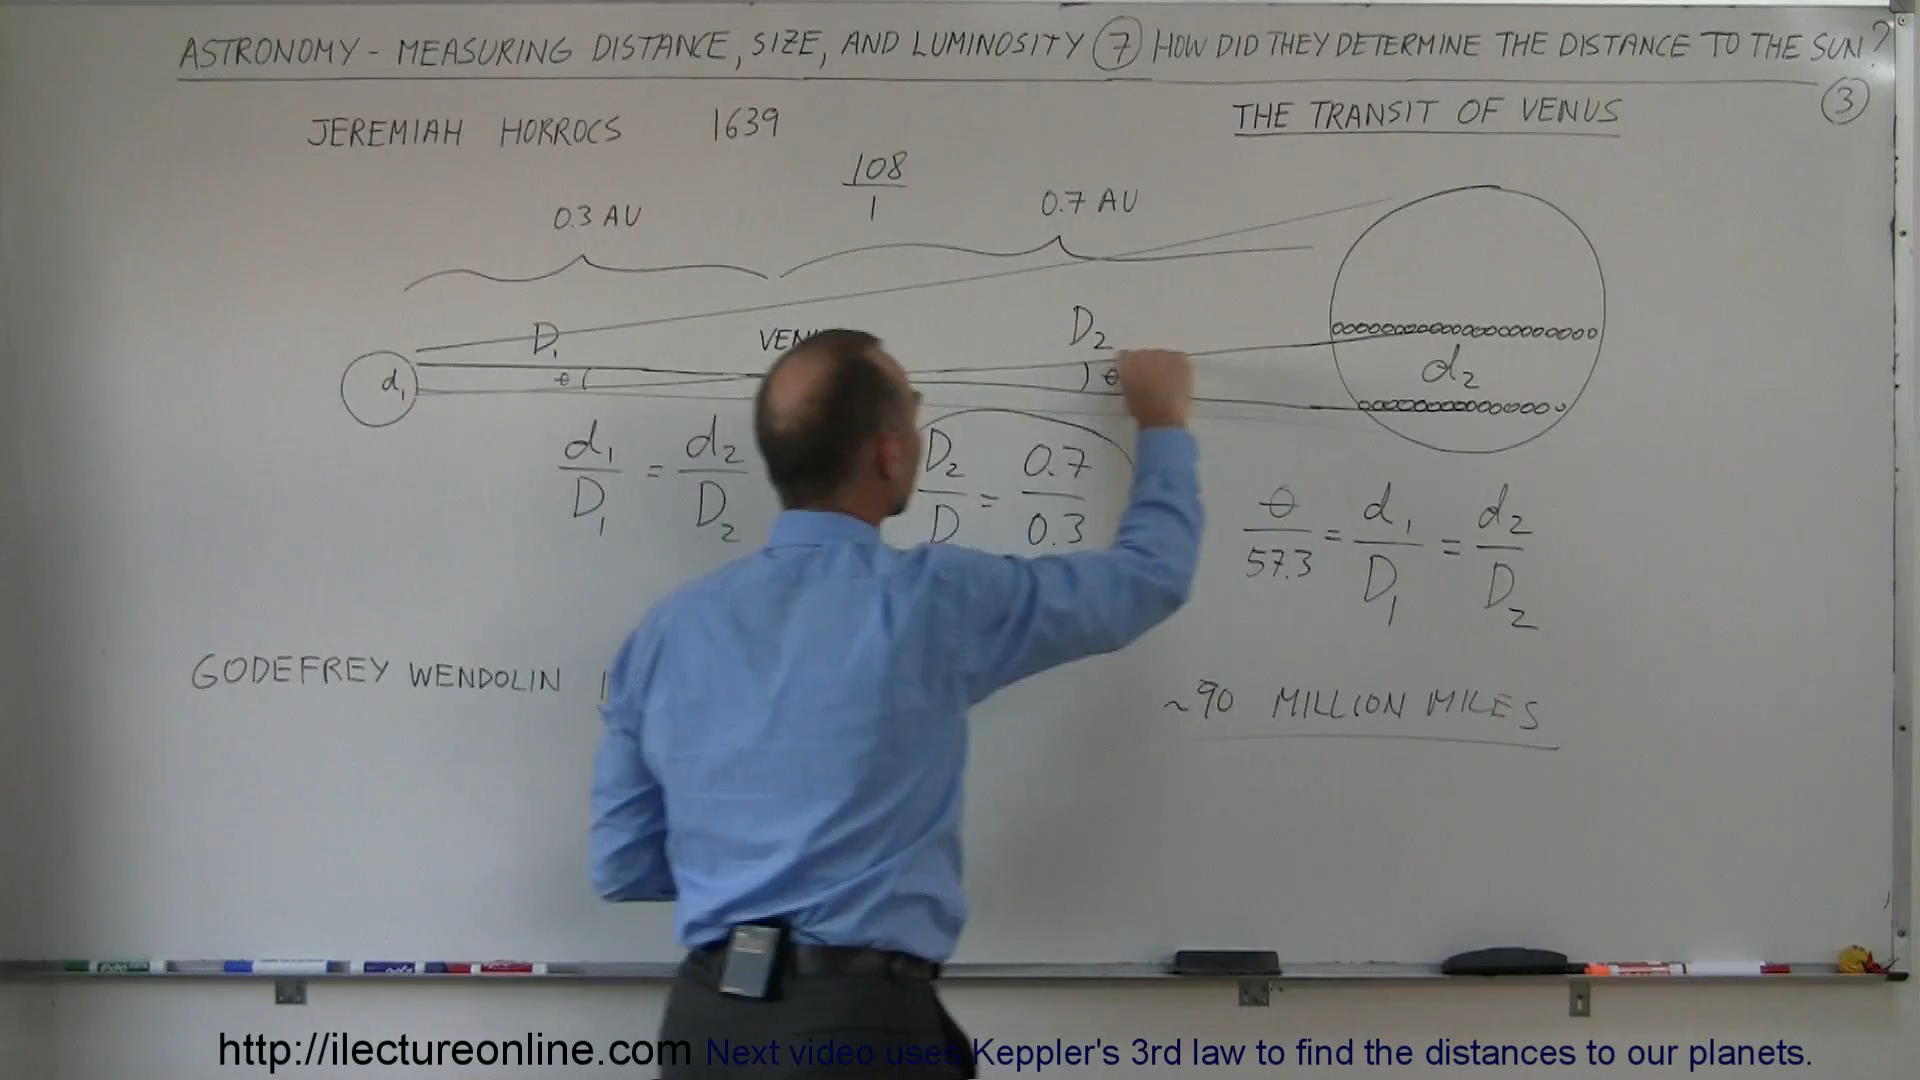 ASTRONOMY - MEASURING DISTANCE, SIZE, AND LUMINOSITY 7 HOW DID THEY DETERMINE THE DISTANCE TO THE SUN?
3
JEREMIAH HORROCS 1639
THE TRANSIT OF VENUS
108
1
0.3 AU
0.7 AU
D1
VEN
D2
d1
θ
θ
d2
d1/D1 = d2/D2
D2/D = 0.7/0.3
θ/57.3 = d1/D1 = d2/D2
GODEFREY WENDOLIN
~90 MILLION MILES
http://ilectureonline.com Next video uses Keppler's 3rd law to find the distances to our planets.